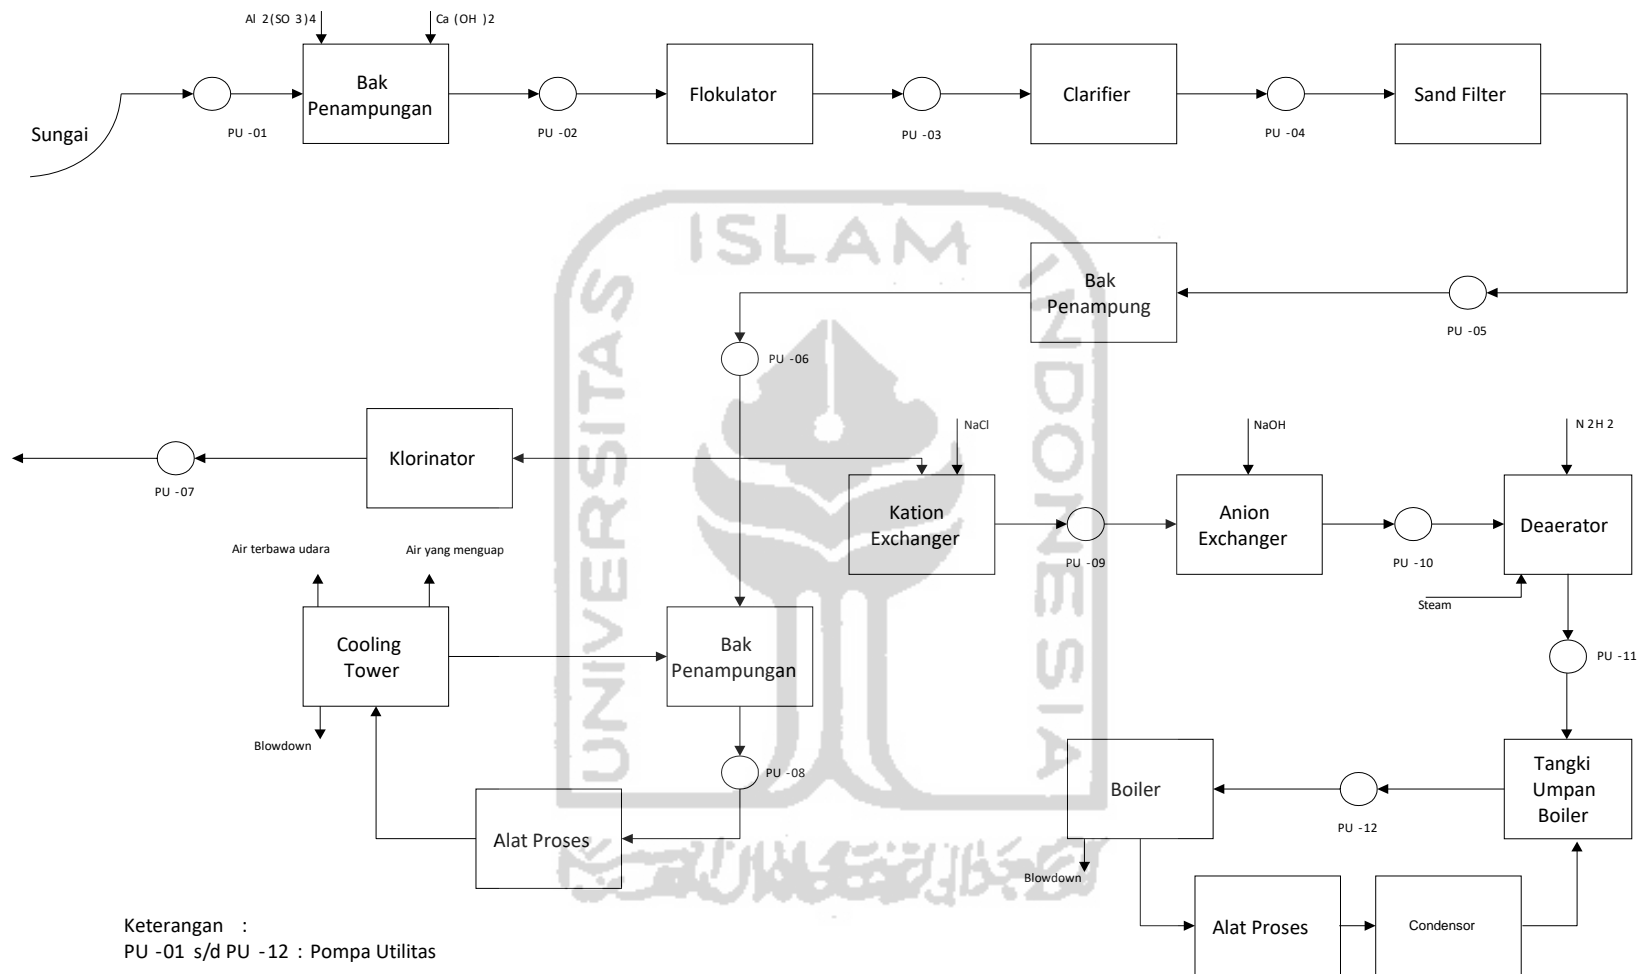 Al 2(SO 3)4
Ca (OH )2
Sungai
PU -01
Bak
Penampungan
PU -02
Flokulator
PU -03
Clarifier
PU -04
Sand Filter
ISLAM
UNIVERSITAS
INDONESIA
Bak
Penampung
PU -05
PU -06
Klorinator
PU -07
NaCl
Kation
Exchanger
PU -09
NaOH
Anion
Exchanger
PU -10
N 2H 2
Deaerator
Steam
PU -11
Air terbawa udara
Air yang menguap
Cooling
Tower
Blowdown
Bak
Penampungan
PU -08
Alat Proses
Tangki
Umpan
Boiler
PU -12
Boiler
Blowdown
Alat Proses
Condensor
Keterangan :
PU -01 s/d PU -12 : Pompa Utilitas